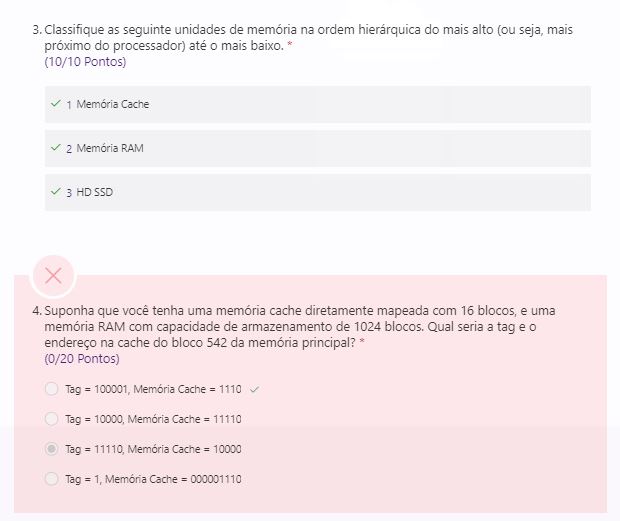 3. Classifique as seguinte unidades de memória na ordem hierárquica do mais alto (ou seja, mais
próximo do processador) até o mais baixo. *
(10/10 Pontos)
1 Memória Cache
2 Memória RAM
3 HD SSD
4. Suponha que você tenha uma memória cache diretamente mapeada com 16 blocos, e uma
memória RAM com capacidade de armazenamento de 1024 blocos. Qual seria a tag e o
endereço na cache do bloco 542 da memória principal? *
(0/20 Pontos)
Tag = 100001, Memória Cache = 1110
Tag = 10000, Memória Cache = 11110
Tag = 11110, Memória Cache = 10000
Tag = 1, Memória Cache = 000001110